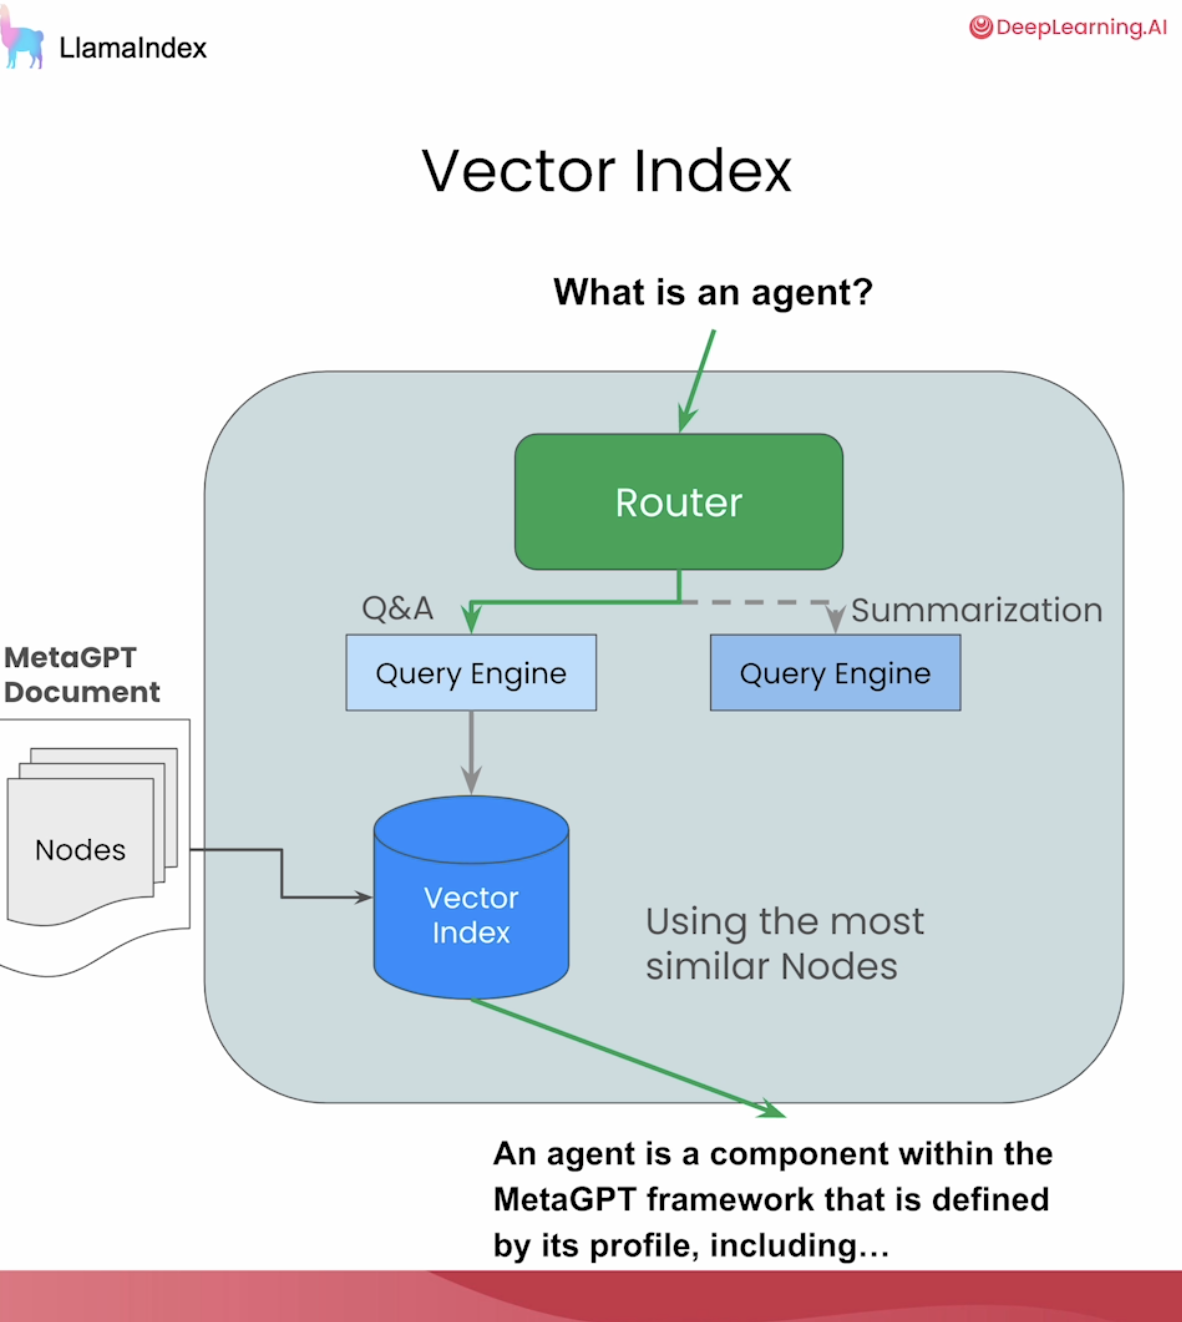 LlamaIndex
DeepLearning.AI
Vector Index
What is an agent?
Router
Q&A
Summarization
Query Engine
Query Engine
MetaGPT
Document
Nodes
Vector
Index
Using the most
similar Nodes
An agent is a component within the
MetaGPT framework that is defined
by its profile, including...